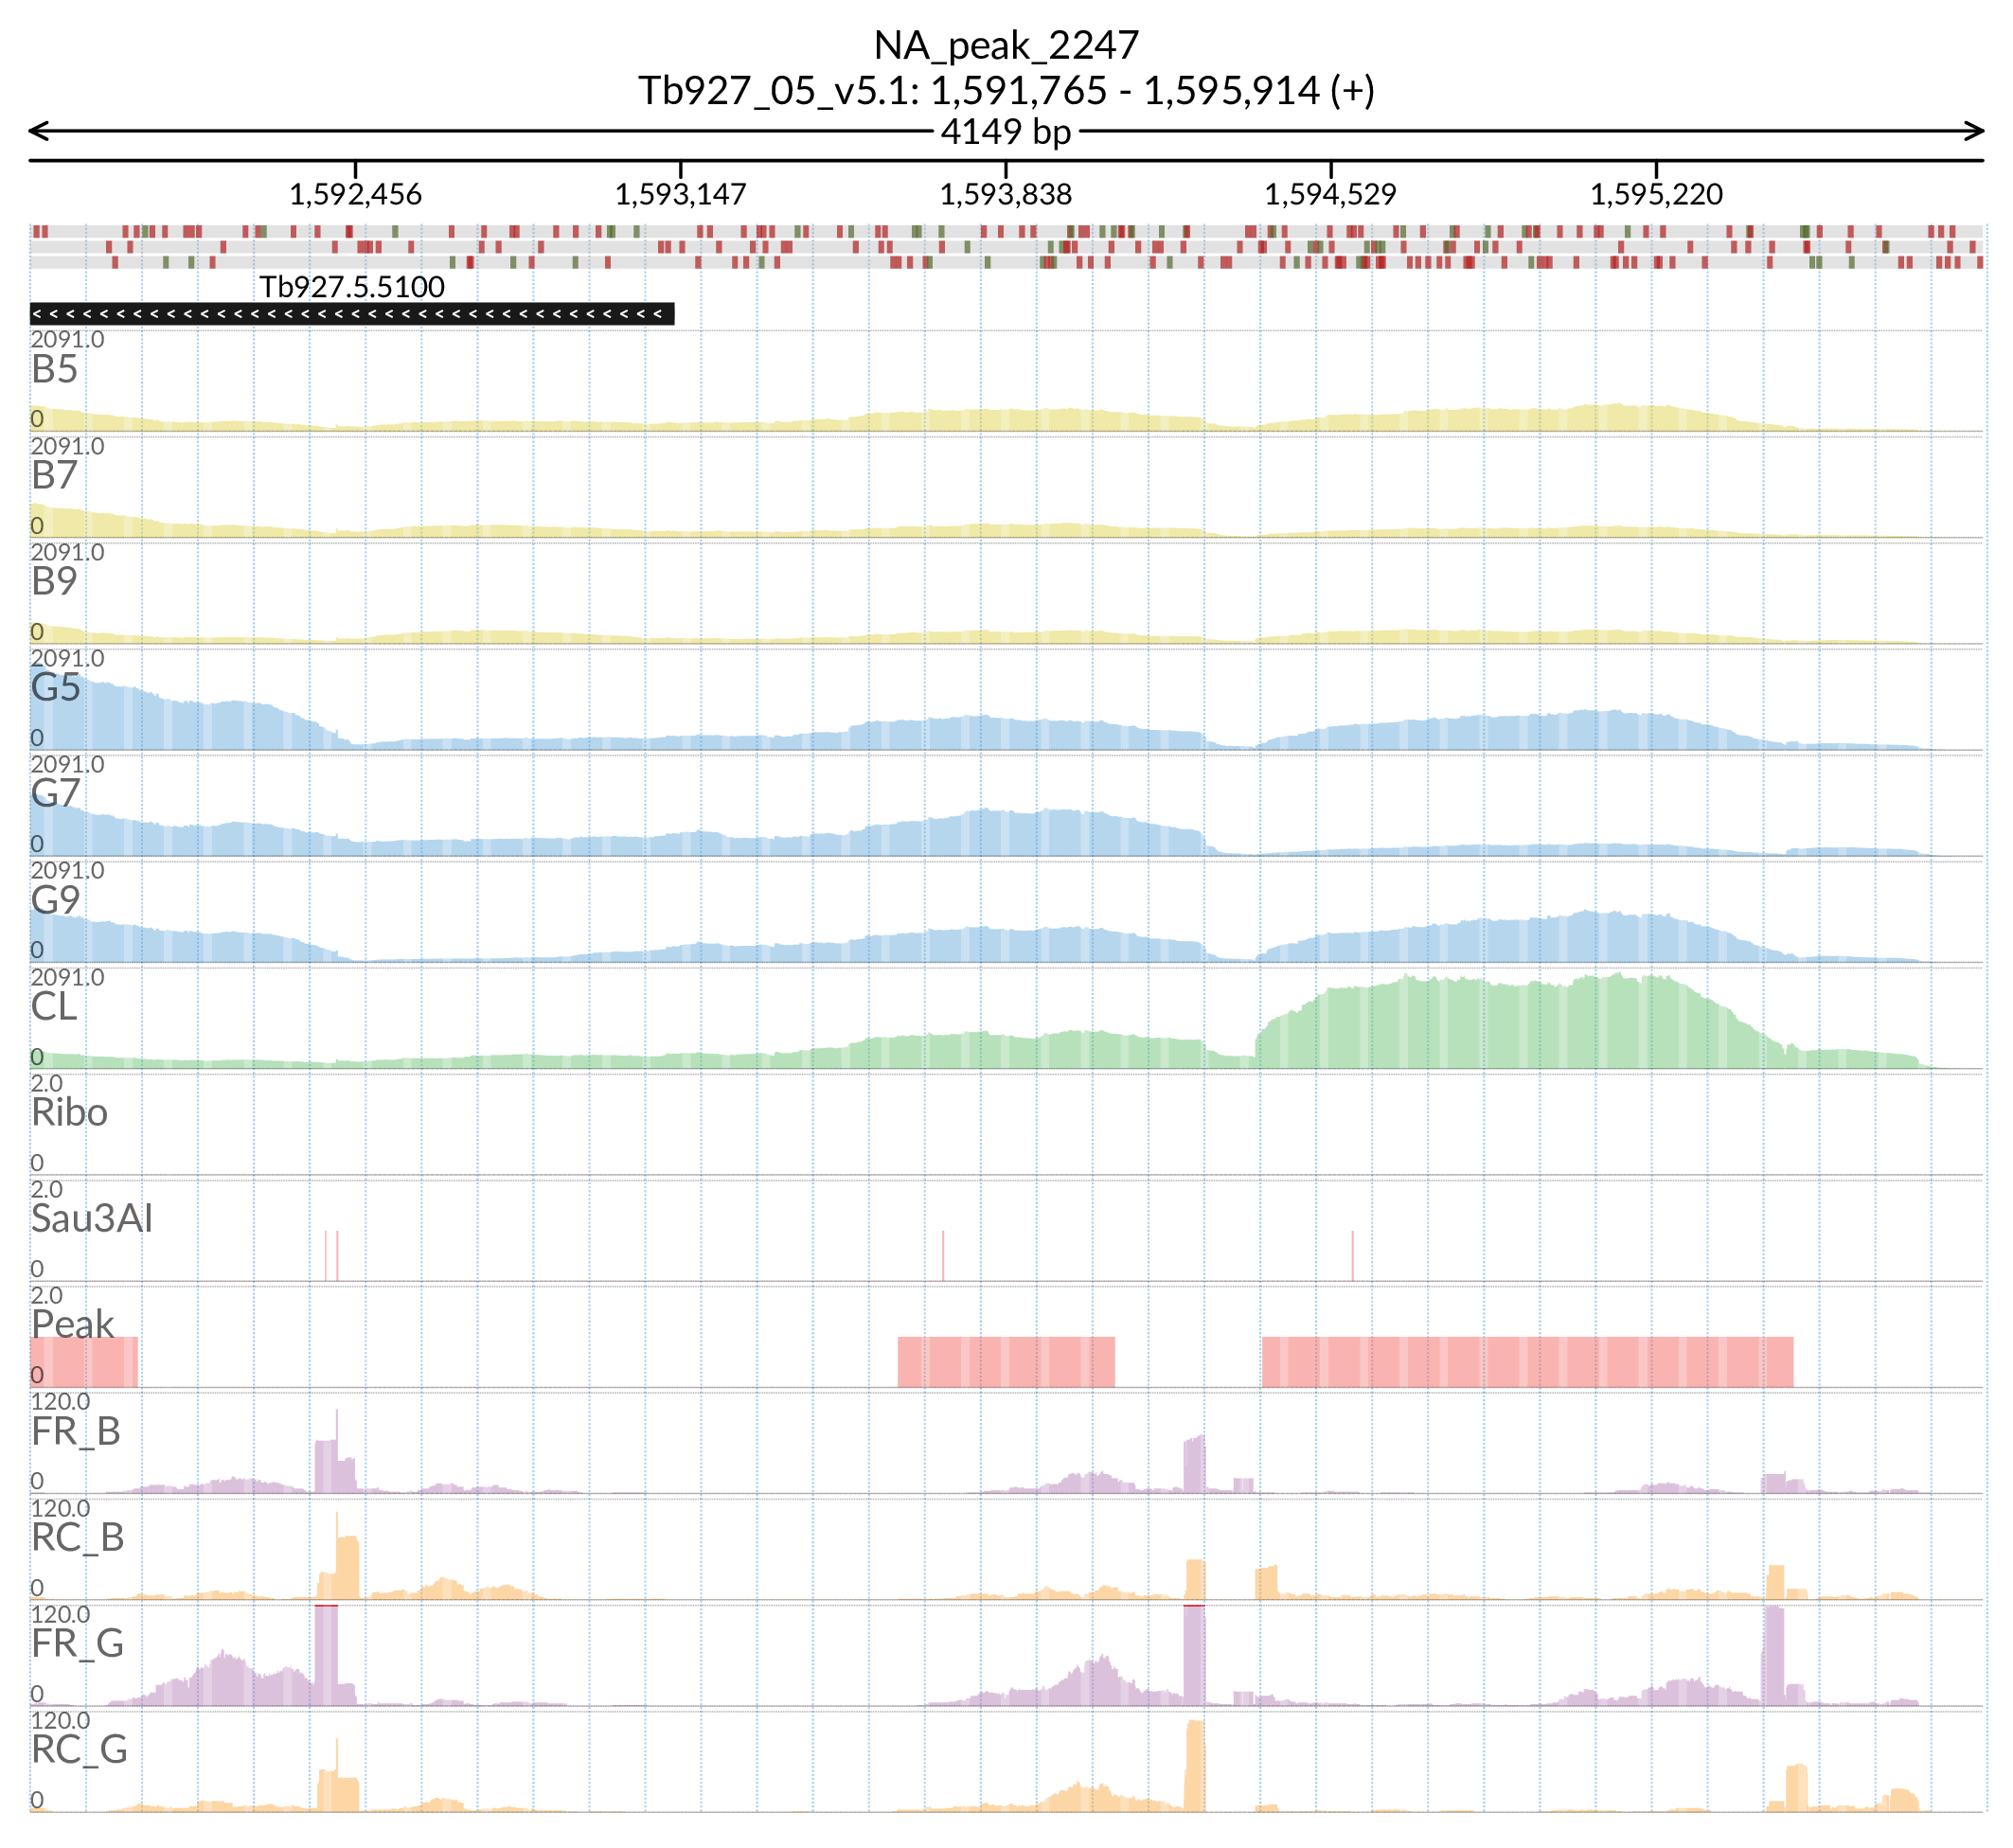 NA_peak_2247
Tb927_05_v5.1: 1,591,765 - 1,595,914 (+)
4149 bp
1,592,456 1,593,147 1,593,838 1,594,529 1,595,220
Tb927.5.5100
< < < < < < < < < < < < < < < < < < < < < < < < < < < < < < < < < < < < < <
2091.0
B5
0
2091.0
B7
0
2091.0
B9
0
2091.0
G5
0
2091.0
G7
0
2091.0
G9
0
2091.0
CL
0
2.0
Ribo
0
2.0
Sau3AI
0
2.0
Peak
0
120.0
FR_B
0
120.0
RC_B
0
120.0
FR_G
0
120.0
RC_G
0